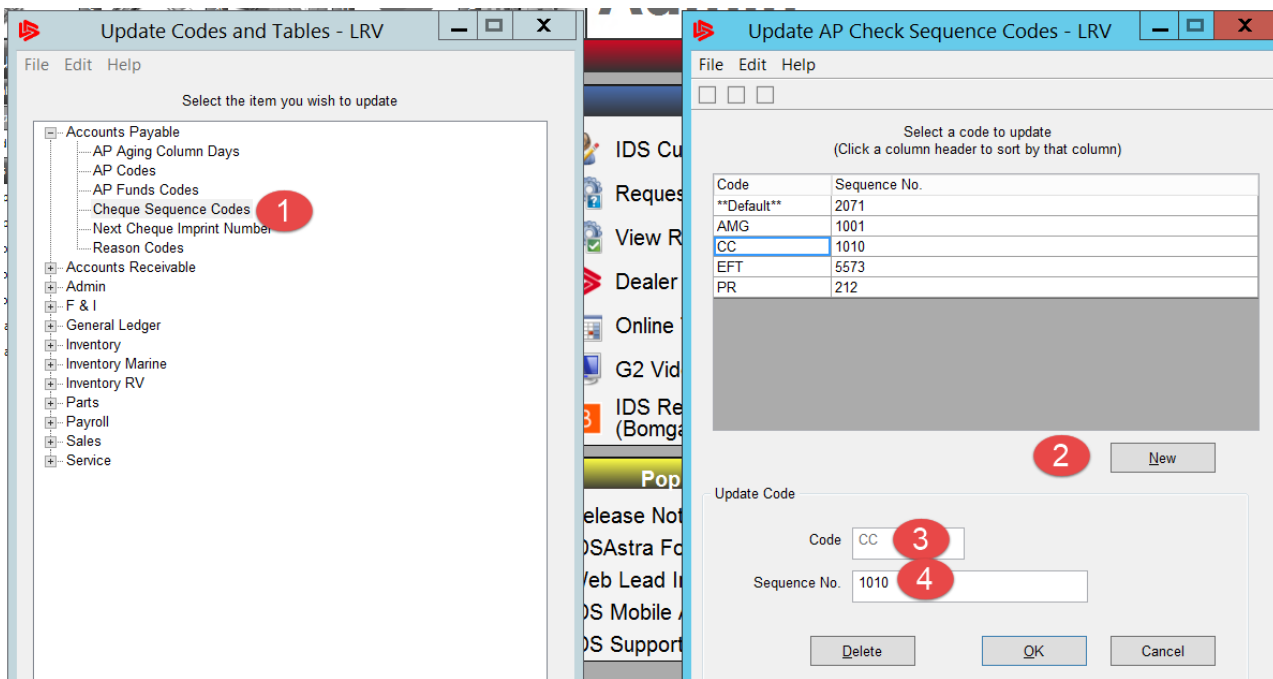 Update Codes and Tables - LRV
File Edit Help
Select the item you wish to update
Accounts Payable
AP Aging Column Days
AP Codes
AP Funds Codes
Cheque Sequence Codes 1
Next Cheque Imprint Number
Reason Codes
Accounts Receivable
Admin
F & I
General Ledger
Inventory
Inventory Marine
Inventory RV
Parts
Payroll
Sales
Service
IDS Cu
Reques
View R
Dealer
Online
G2 Vid
IDS Re
(Bomga
Pop
elease Not
Web Lead In
OS Mobile
OS Support
Update AP Check Sequence Codes - LRV
File Edit Help
Select a code to update
(Click a column header to sort by that column)
Code Sequence No.
**Default** 2071
AMG 1001
CC 1010
EFT 5573
PR 212
2 New
Update Code
Code CC 3
Sequence No. 1010 4
Delete OK Cancel